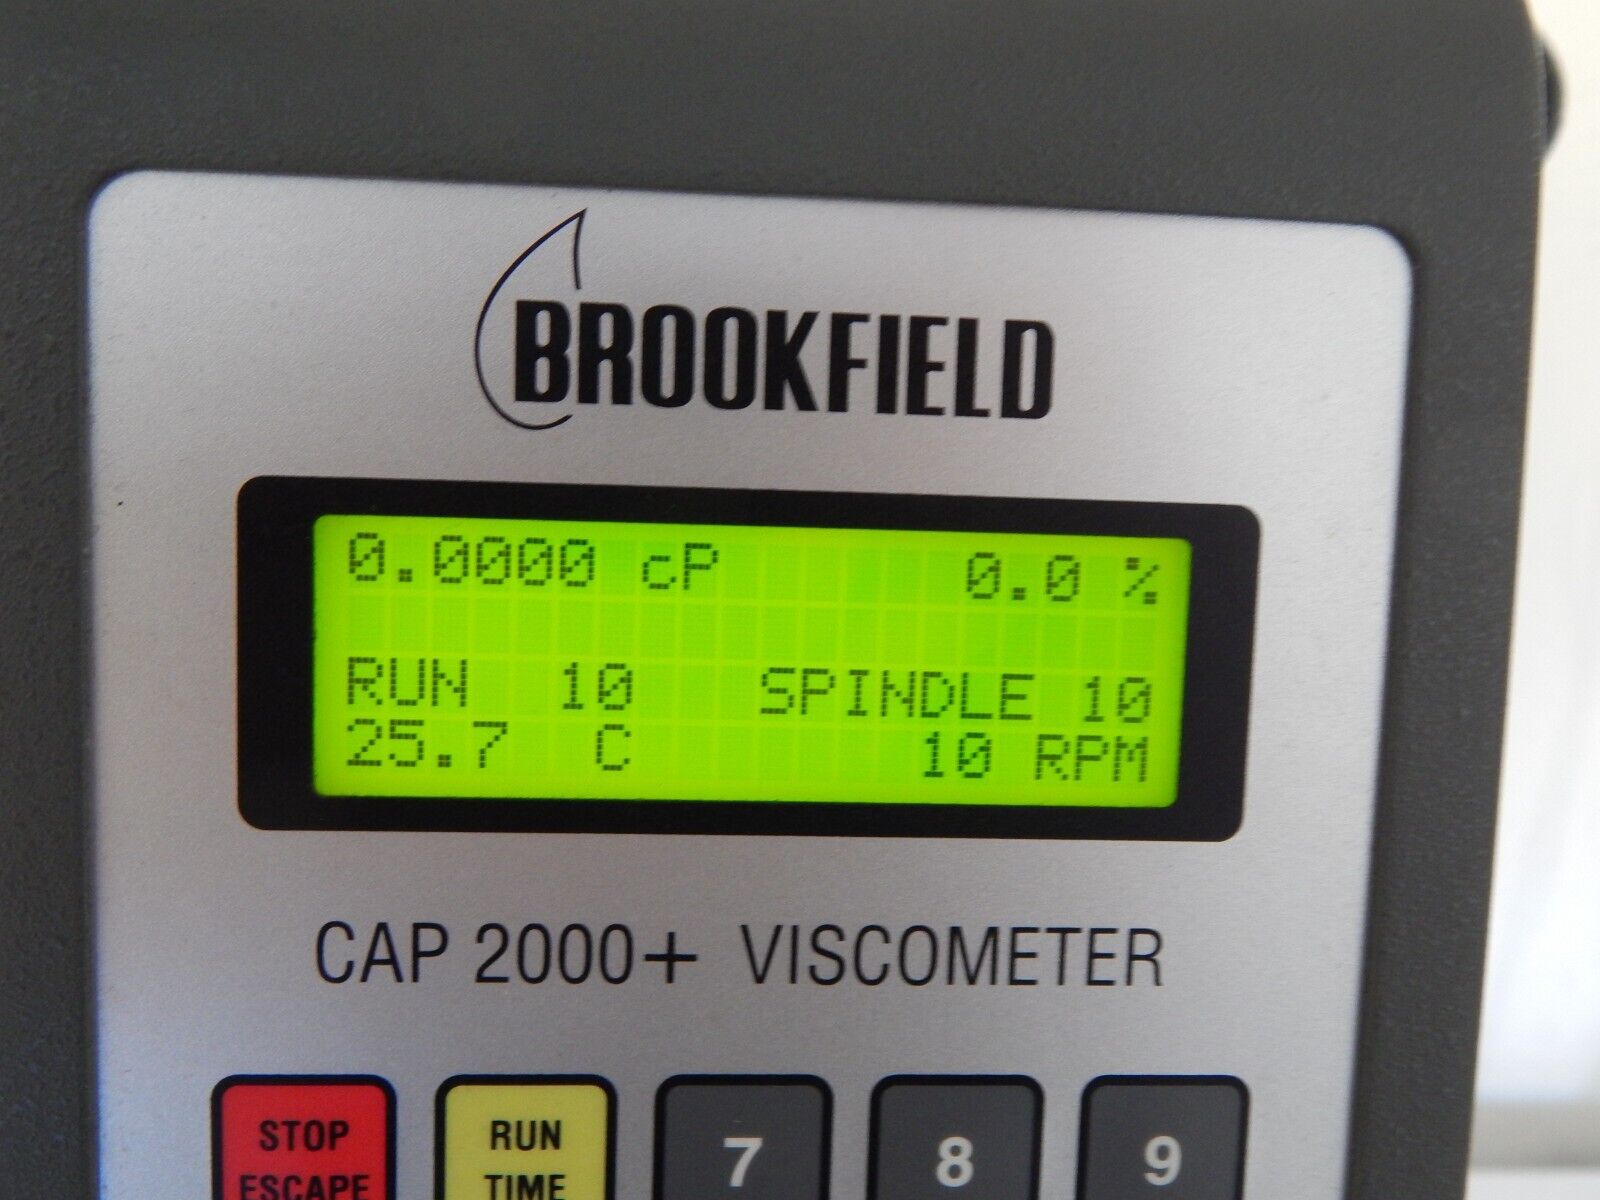 BROOKFIELD
0.0000 cP 0.0 %
RUN 10 SPINDLE 10
25.7 C 10 RPM
CAP 2000+ VISCOMETER
STOP ESCAPE
RUN TIME
7
8
9